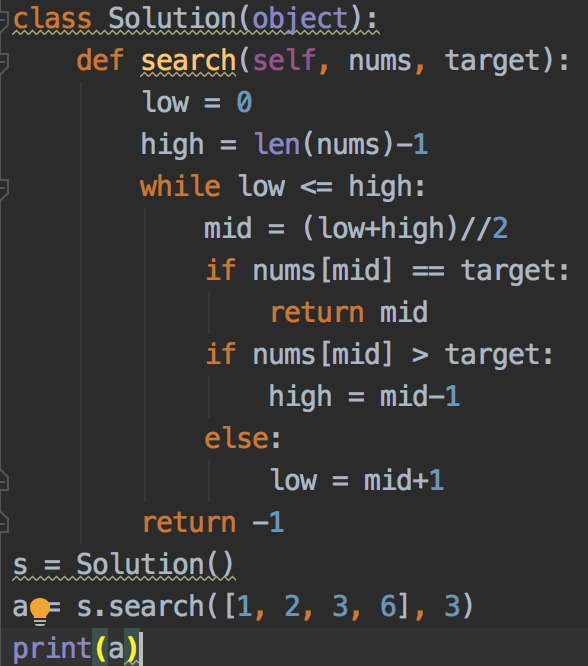 class Solution(object):
    def search(self, nums, target):
        low = 0
        high = len(nums)-1
        while low <= high:
            mid = (low+high)//2
            if nums[mid] == target:
                return mid
            if nums[mid] > target:
                high = mid-1
            else:
                low = mid+1
        return -1
s = Solution()
a = s.search([1, 2, 3, 6], 3)
print(a)